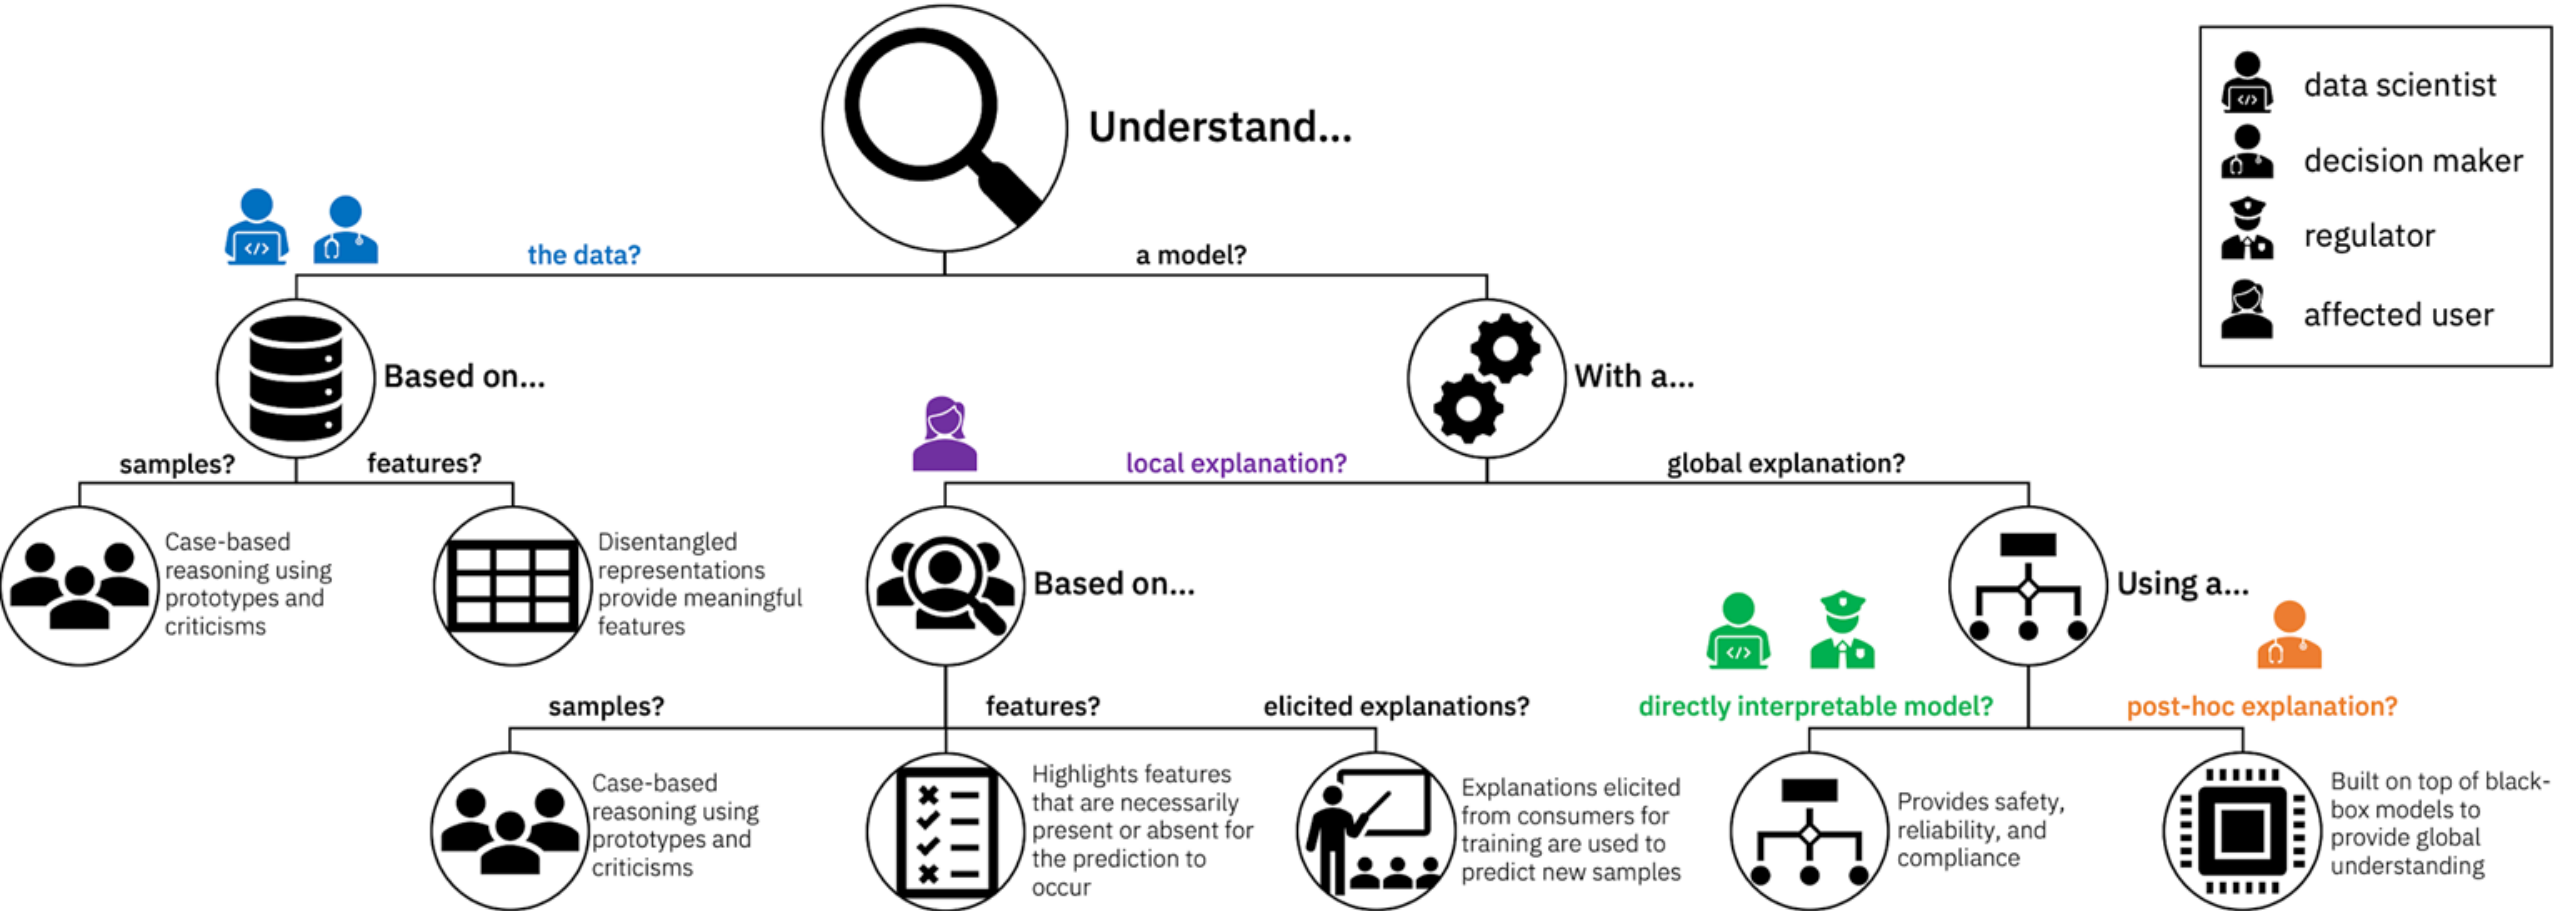 Understand...
data scientist
decision maker
regulator
affected user
the data?
a model?
Based on...
With a...
samples?
features?
local explanation?
global explanation?
Case-based
reasoning using
prototypes and
criticisms
Disentangled
representations
provide meaningful
features
Based on...
Using a...
samples?
features?
elicited explanations?
directly interpretable model?
post-hoc explanation?
Case-based
reasoning using
prototypes and
criticisms
Highlights features
that are necessarily
present or absent for
the prediction to
occur
Explanations elicited
from consumers for
training are used to
predict new samples
Provides safety,
reliability, and
compliance
Built on top of black-
box models to
provide global
understanding